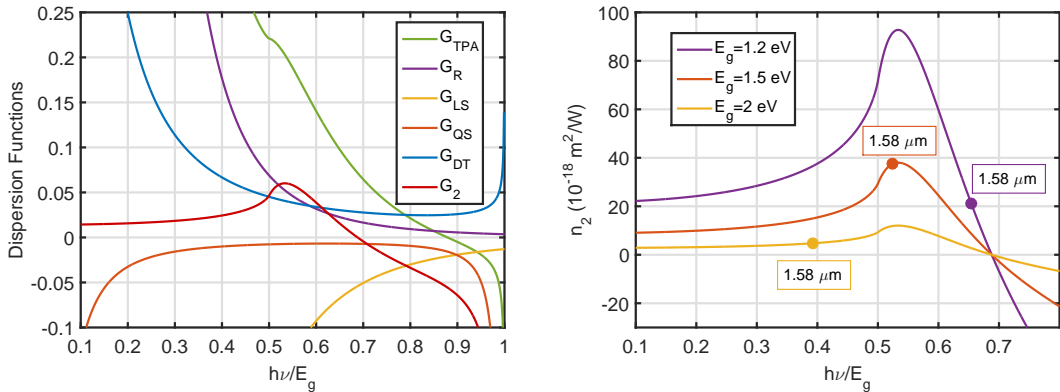 Dispersion Functions
0.25
0.2
0.15
0.1
0.05
0
-0.05
-0.1
0.1 0.2 0.3 0.4 0.5 0.6 0.7 0.8 0.9 1
hν/E_g
G_TPA
G_R
G_LS
G_QS
G_DT
G_2
n_2 (10^-18 m^2/W)
100
80
60
40
20
0
-20
0.1 0.2 0.3 0.4 0.5 0.6 0.7
hν/E_g
E_g=1.2 eV
E_g=1.5 eV
E_g=2 eV
1.58 μm
1.58 μm
1.58 μm